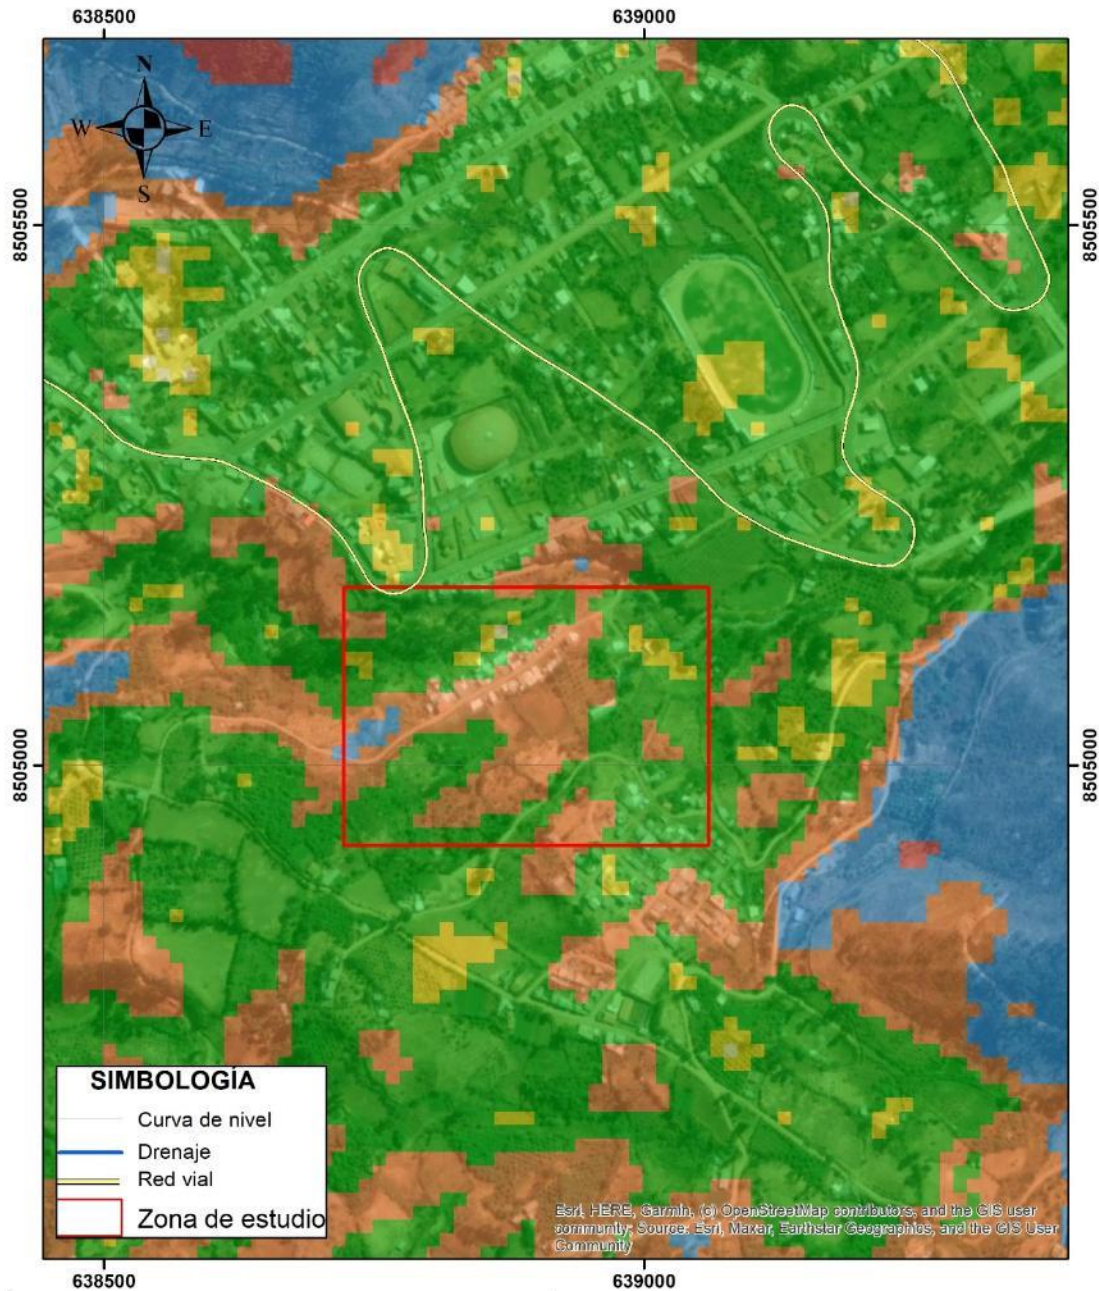 638500
639000
N
W
E
S
8505500
8505500
8505000
8505000
SIMBOLOGÍA
Curva de nivel
Drenaje
Red vial
Zona de estudio
Esri, HERE, Garmin, (c) OpenStreetMap contributors, and the GIS user
community; Source: Esri, Maxar, Earthstar Geographics, and the GIS User
Community
638500
639000